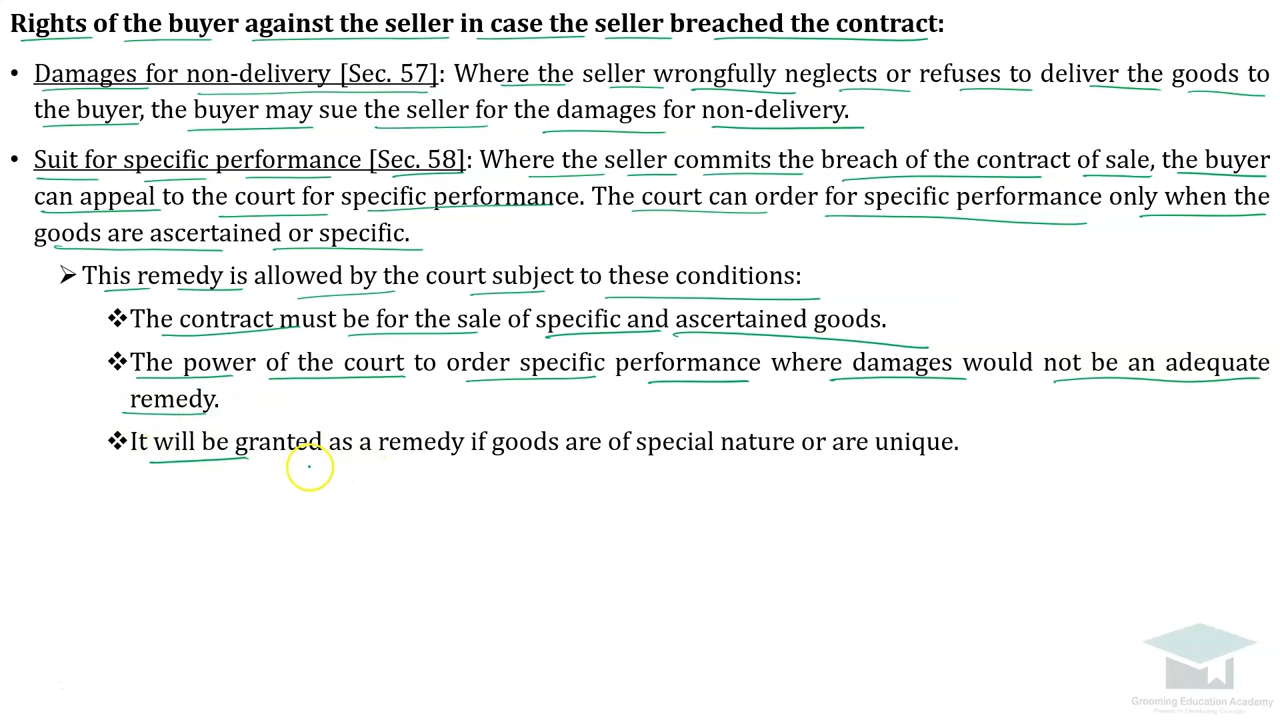 Rights of the buyer against the seller in case the seller breached the contract:
• Damages for non-delivery [Sec. 57]: Where the seller wrongfully neglects or refuses to deliver the goods to
the buyer, the buyer may sue the seller for the damages for non-delivery.
• Suit for specific performance [Sec. 58]: Where the seller commits the breach of the contract of sale, the buyer
can appeal to the court for specific performance. The court can order for specific performance only when the
goods are ascertained or specific.
➢ This remedy is allowed by the court subject to these conditions:
❖ The contract must be for the sale of specific and ascertained goods.
❖ The power of the court to order specific performance where damages would not be an adequate
remedy.
❖ It will be granted as a remedy if goods are of special nature or are unique.
Grooming Education Academy
Pioneer in Developing Concepts